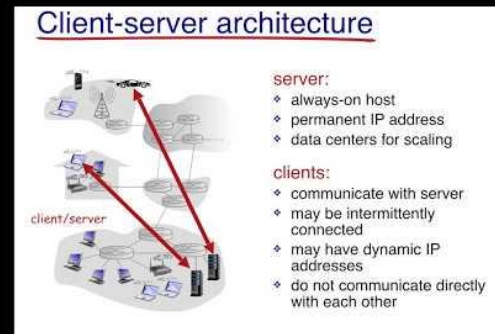 Client-server architecture
server:
always-on host
permanent IP address
data centers for scaling
clients:
communicate with server
may be intermittently
connected
may have dynamic IP
addresses
do not communicate directly
with each other
client/server